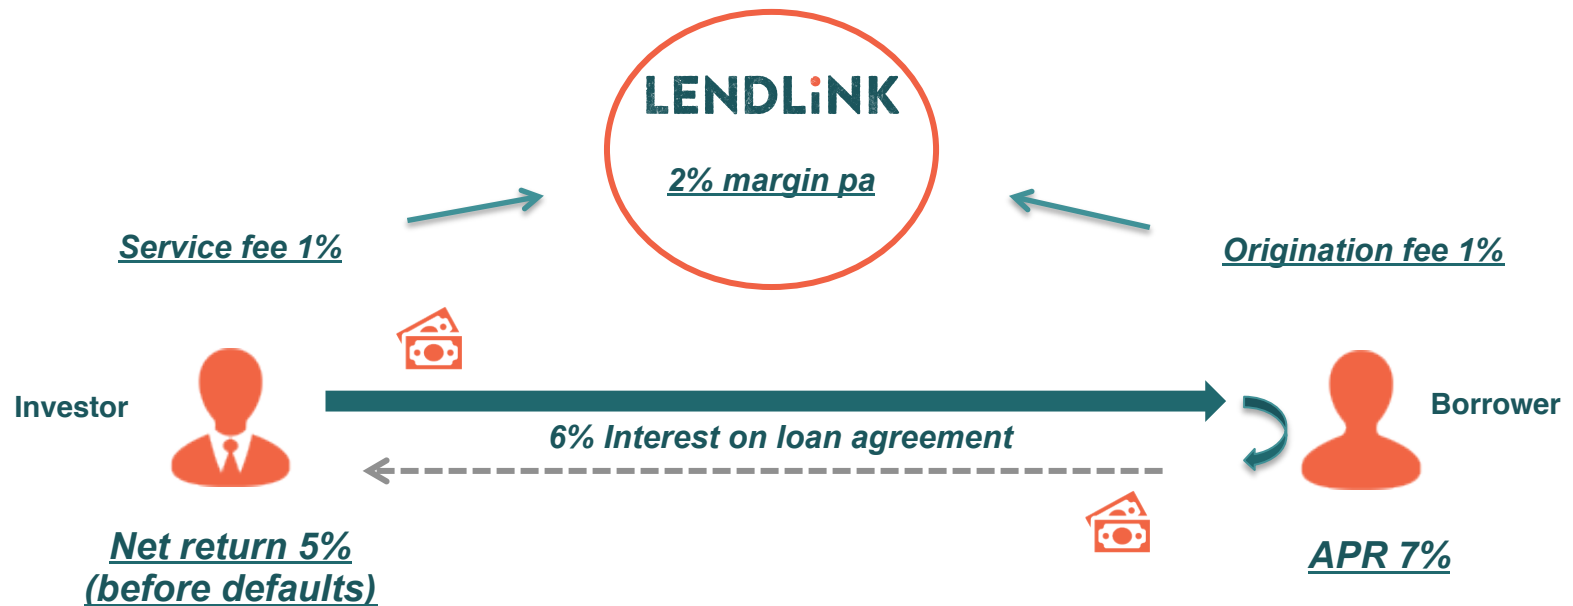 LENDLiNK
2% margin pa
Service fee 1%
Origination fee 1%
Investor
Borrower
6% Interest on loan agreement
Net return 5%
(before defaults)
APR 7%